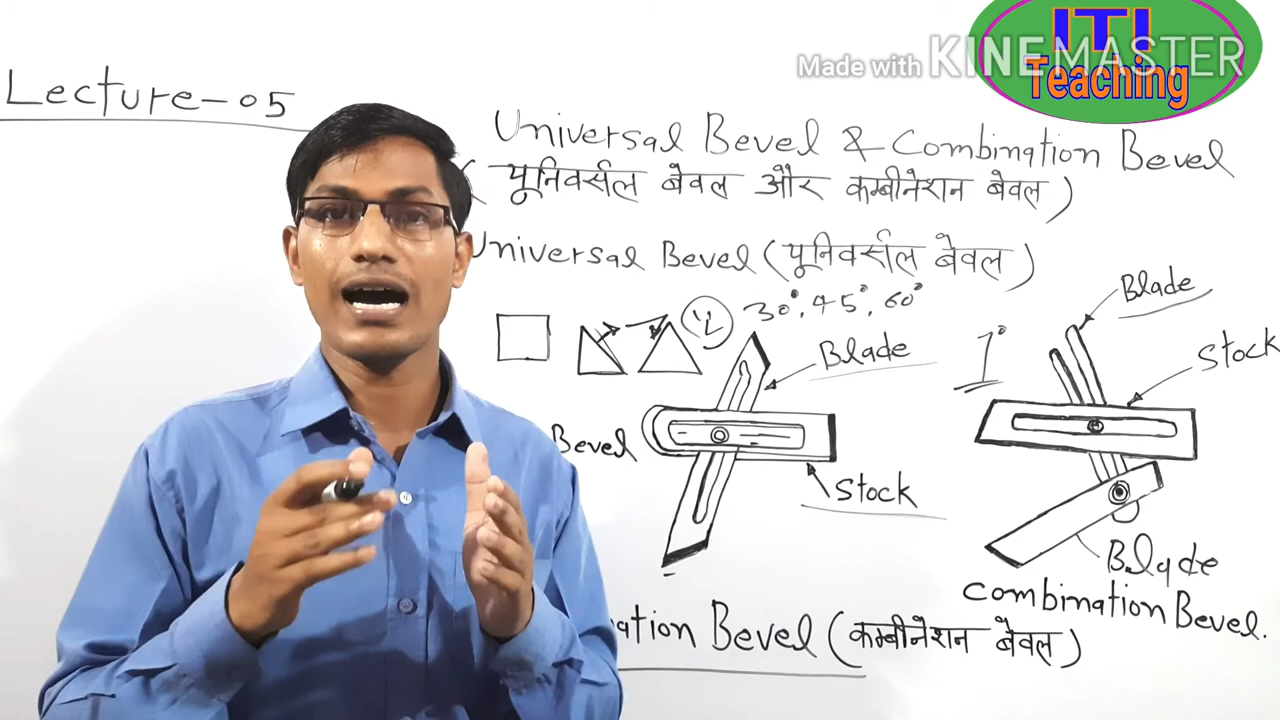 ITI
Teaching
Made with KINEMASTER
Lecture-05
Universal Bevel & Combination Bevel
(यूनिवर्सल बेवल और कम्बीनेशन बेवल)
Universal Bevel (यूनिवर्सल बेवल)
30°, 45°, 60°
Blade
1°
Blade
Stock
Bevel
Stock
Blade
Combination Bevel.
ation Bevel (कम्बीनेशन बेवल)